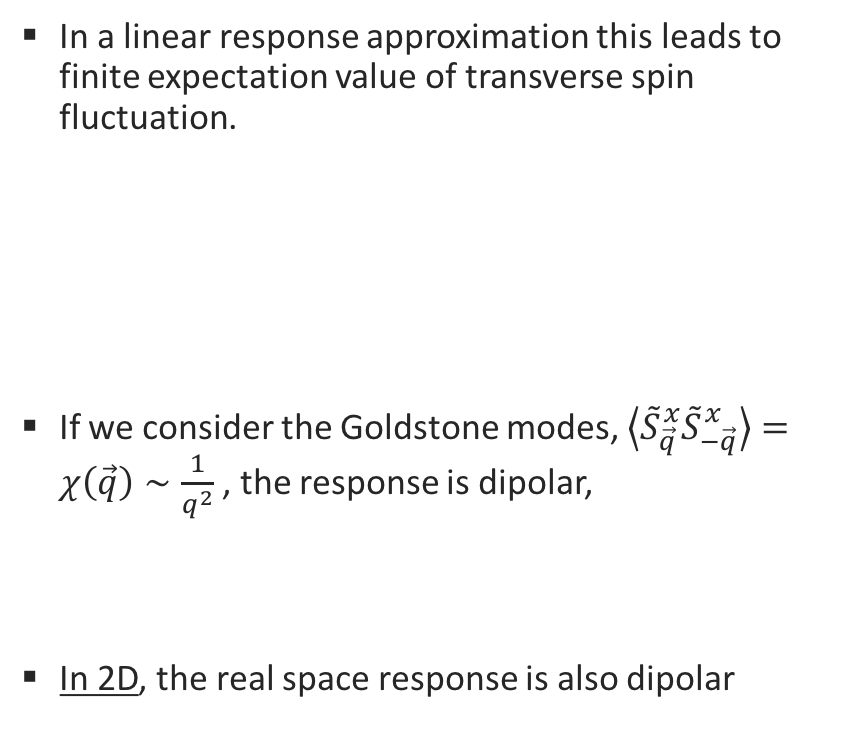 ▪ In a linear response approximation this leads to
finite expectation value of transverse spin
fluctuation.
▪ If we consider the Goldstone modes, ⟨S̃^x_{q⃗} S̃^x_{−q⃗}⟩ =
χ(q⃗) ~ 1/q², the response is dipolar,
▪ In 2D, the real space response is also dipolar